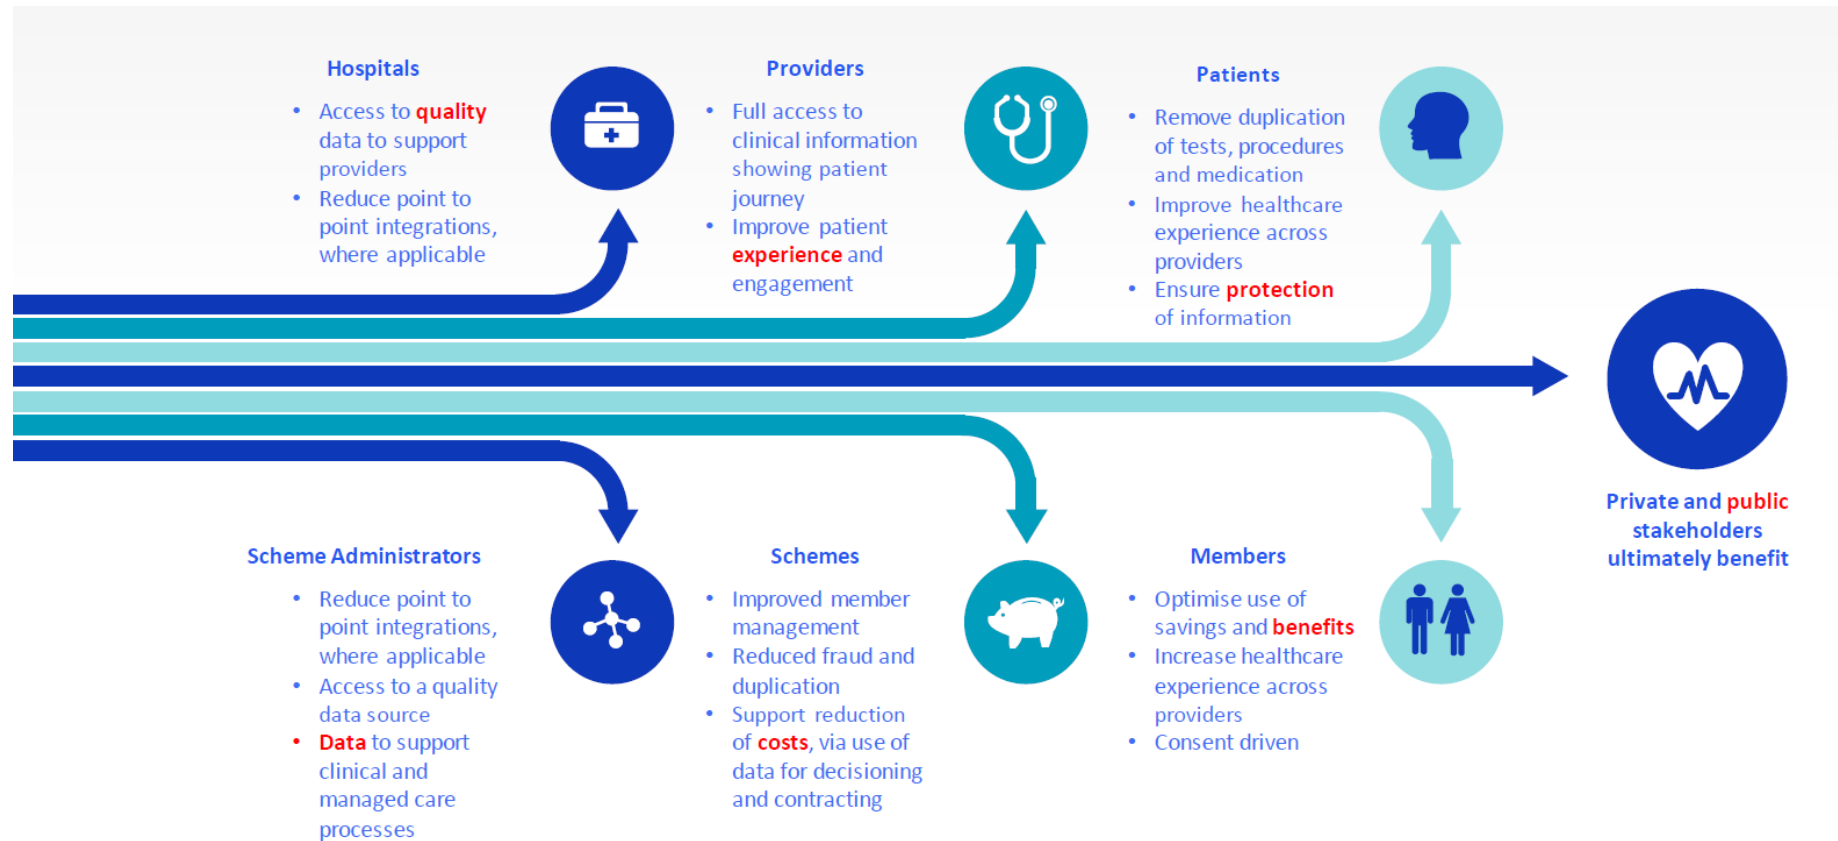 Hospitals
• Access to quality
data to support
providers
• Reduce point to
point integrations,
where applicable
Providers
• Full access to
clinical information
showing patient
journey
• Improve patient
experience and
engagement
Patients
• Remove duplication
of tests, procedures
and medication
• Improve healthcare
experience across
providers
• Ensure protection
of information
Private and public
stakeholders
ultimately benefit
Scheme Administrators
• Reduce point to
point integrations,
where applicable
• Access to a quality
data source
• Data to support
clinical and
managed care
processes
Schemes
• Improved member
management
• Reduced fraud and
duplication
• Support reduction
of costs, via use of
data for decisioning
and contracting
Members
• Optimise use of
savings and benefits
• Increase healthcare
experience across
providers
• Consent driven